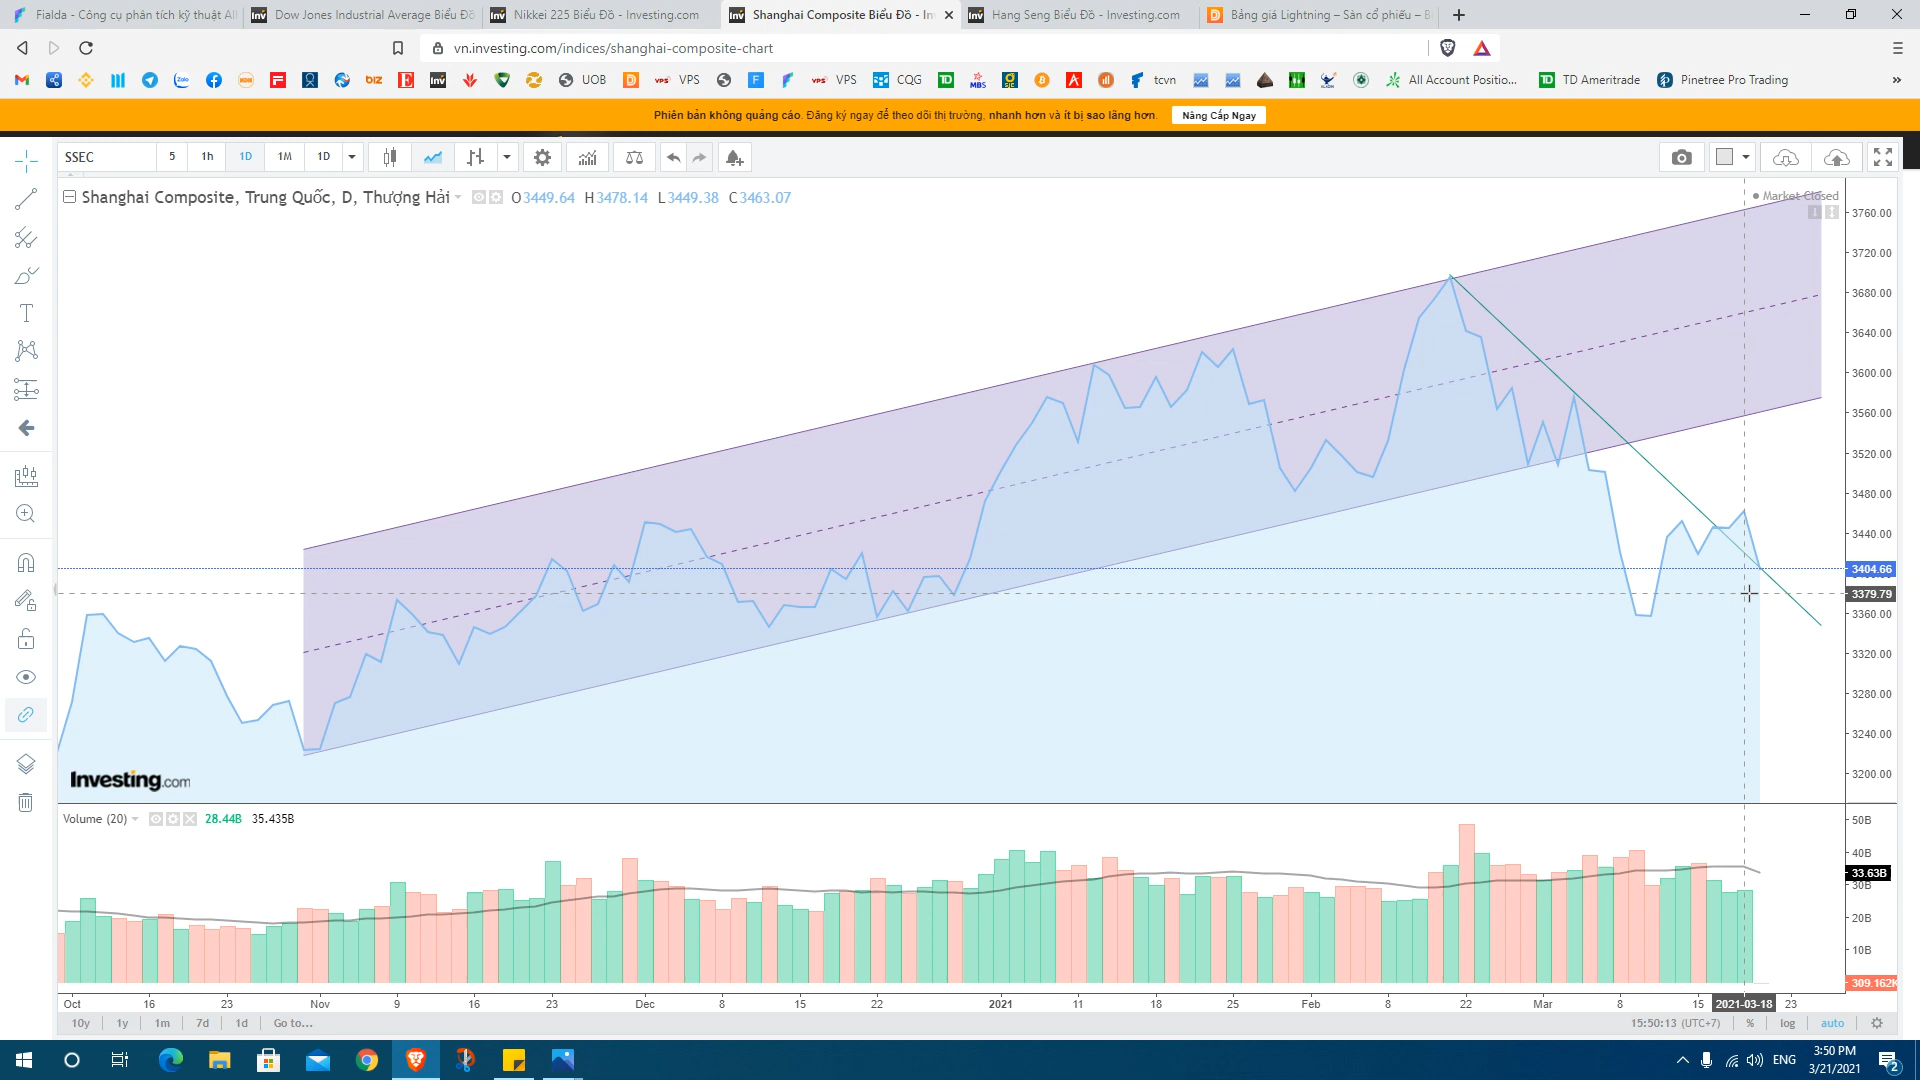 Fialda - Công cụ phân tích kỹ thuật Al
Dow Jones Industrial Average Biểu Đồ
Nikkei 225 Biểu Đồ - Investing.com
Shanghai Composite Biểu Đồ - In
Hang Seng Biểu Đồ - Investing.com
Bảng giá Lightning – Sàn cổ phiếu – B
vn.investing.com/indices/shanghai-composite-chart
UOB
VPS
VPS
CQG
tcvn
All Account Positio...
TD Ameritrade
Pinetree Pro Trading
Phiên bản không quảng cáo. Đăng ký ngay để theo dõi thị trường, nhanh hơn và ít bị sao lãng hơn.
Nâng Cấp Ngay
SSEC
5
1h
1D
1M
1D
Shanghai Composite, Trung Quốc, D, Thượng Hải
O3449.64 H3478.14 L3449.38 C3463.07
Market Closed
3760.00
3720.00
3680.00
3640.00
3600.00
3560.00
3520.00
3480.00
3440.00
3404.66
3379.79
3360.00
3320.00
3280.00
3240.00
3200.00
Investing.com
Volume (20)
28.44B 35.435B
50B
40B
33.63B
30B
20B
10B
309.162K
Oct 16 23 Nov 9 16 23 Dec 8 15 22 2021 11 18 25 Feb 8 22 Mar 8 15 2021-03-18 23
10y 1y 1m 7d 1d Go to...
15:50:13 (UTC+7) % log auto
ENG
3:50 PM
3/21/2021
2